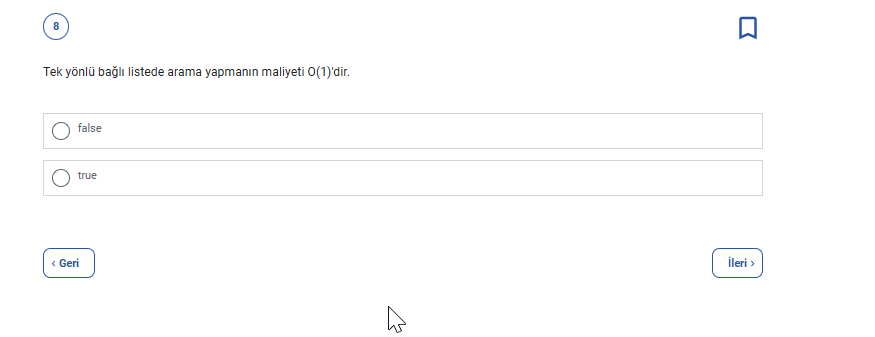 8
Tek yönlü bağlı listede arama yapmanın maliyeti O(1)'dir.
false
true
‹ Geri
İleri ›